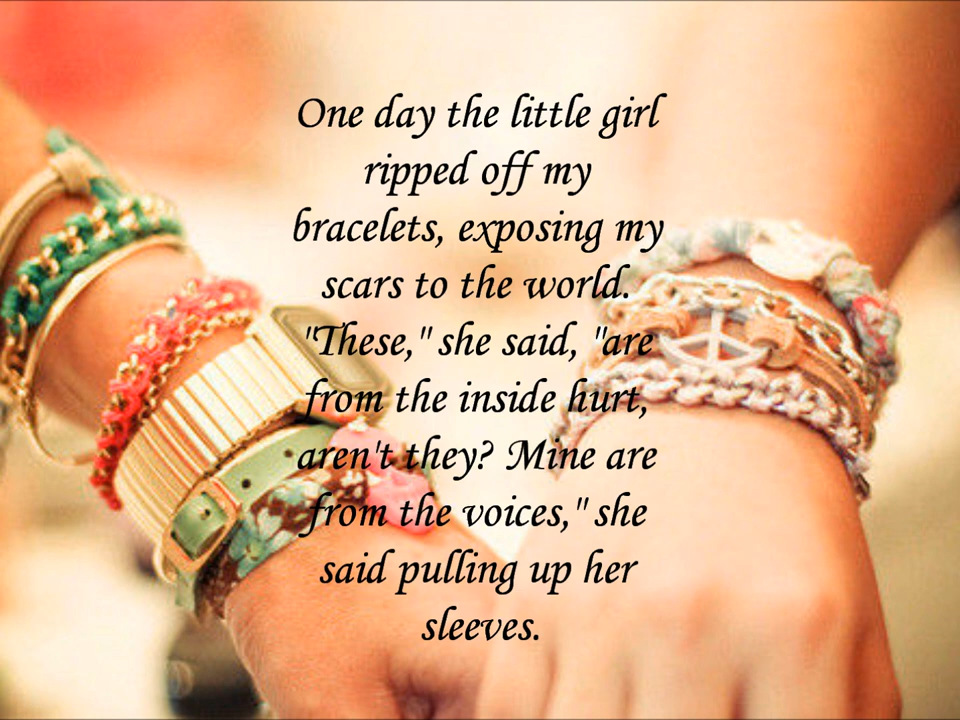 One day the little girl
ripped off my
bracelets, exposing my
scars to the world.
"These," she said, "are
from the inside hurt,
aren't they? Mine are
from the voices," she
said pulling up her
sleeves.